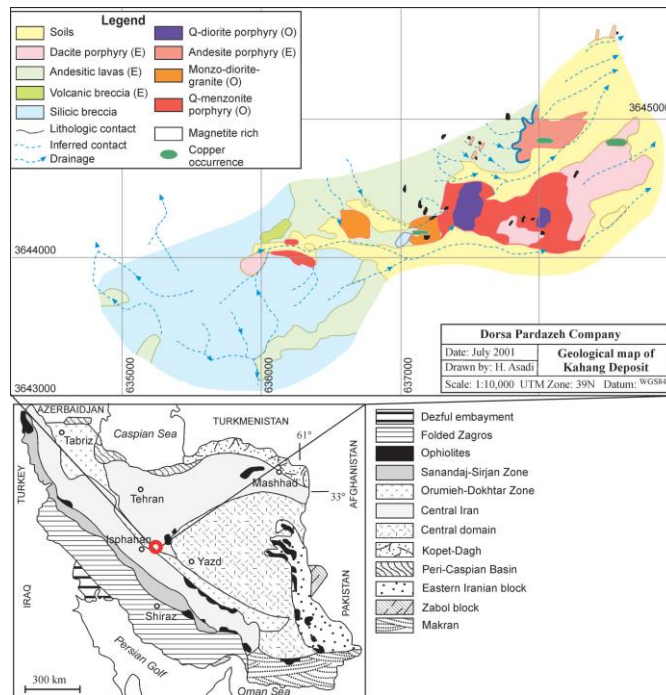 Legend
Soils
Dacite porphyry (E)
Andesitic lavas (E)
Volcanic breccia (E)
Silicic breccia
Lithologic contact
Inferred contact
Drainage
Q-diorite porphyry (O)
Andesite porphyry (E)
Monzo-diorite-
granite (O)
Q-menzonite
porphyry (O)
Magnetite rich
Copper
occurrence
3645000
3644000
3643000
635000
636000
637000
Dorsa Pardazeh Company
Date: July 2001
Drawn by: H. Asadi
Geological map of
Kahang Deposit
Scale: 1:10,000 UTM Zone: 39N Datum: WGS84
AZERBAIDJAN
TURKMENISTAN
Caspian Sea
61°
Tabriz
Mashhad
TURKEY
Tehran
33°
AFGHANISTAN
Isphahan
Yazd
IRAQ
Shiraz
PAKISTAN
Persian Golf
Oman Sea
300 km
Dezful embayment
Folded Zagros
Ophiolites
Sanandaj-Sirjan Zone
Orumieh-Dokhtar Zone
Central Iran
Central domain
Kopet-Dagh
Peri-Caspian Basin
Eastern Iranian block
Zabol block
Makran